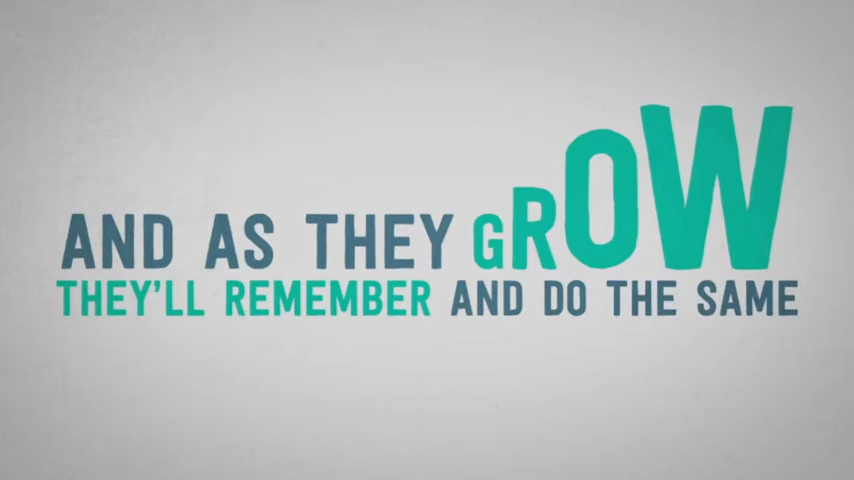 AND AS THEY GROW
THEY'LL REMEMBER AND DO THE SAME